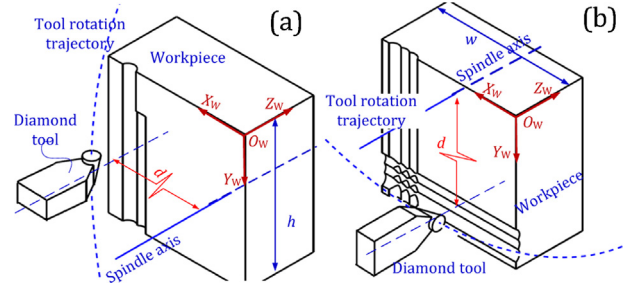 (a)
Tool rotation
trajectory
Workpiece
X_W
Z_W
O_W
Y_W
Diamond
tool
d
h
Spindle axis
(b)
w
Spindle axis
X_W
Z_W
O_W
Y_W
Tool rotation
trajectory
d
Workpiece
Diamond tool